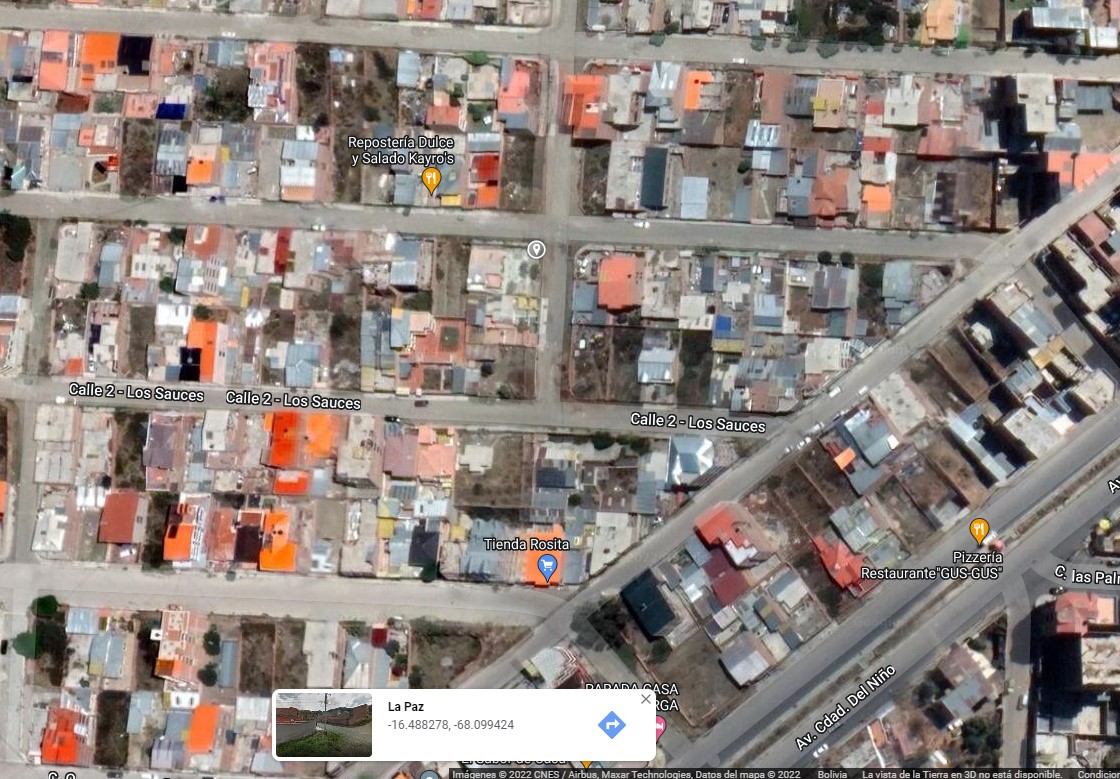 Repostería Dulce
y Salado Kayro's
Calle 2 - Los Sauces
Calle 2 - Los Sauces
Calle 2 - Los Sauces
Tienda Rosita
Pizzería
Restaurante"GUS-GUS"
C. las Pal
Av. Cdad. Del Niño
PARADA CASA
La Paz
-16.488278, -68.099424
Imágenes © 2022 CNES / Airbus, Maxar Technologies, Datos del mapa © 2022
Bolivia
La vista de la Tierra en 3D no está disponible.
Condicio